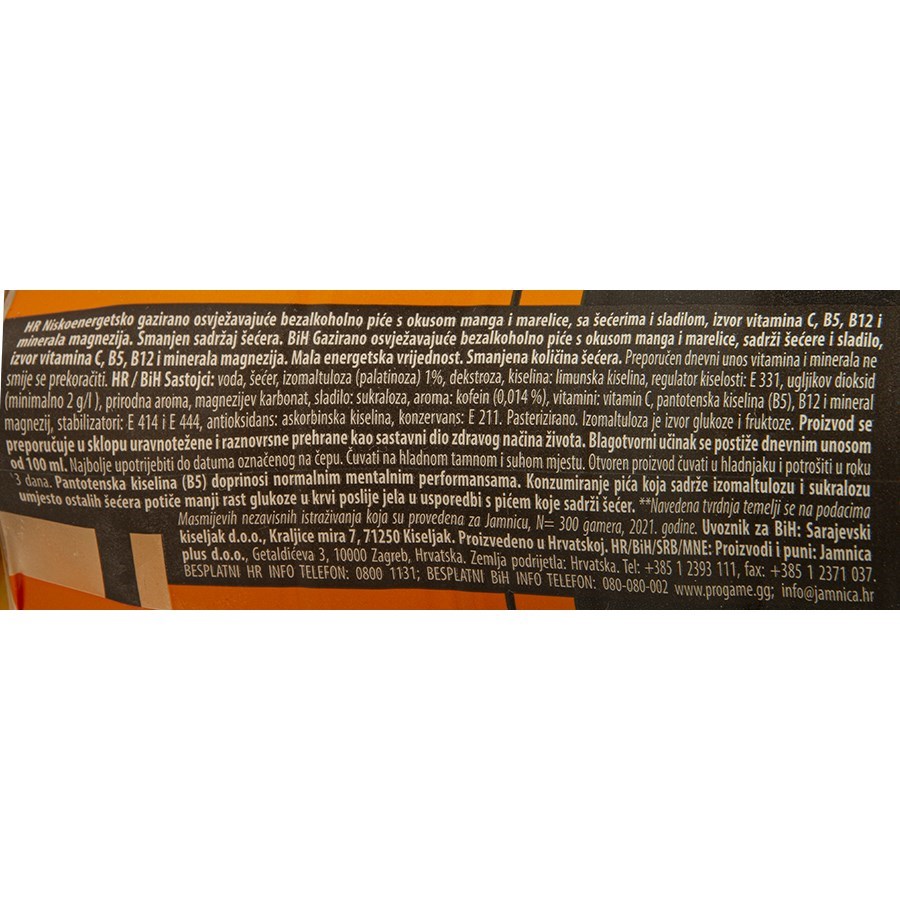 HR Niskoenergetsko gazirano osvježavajuće bezalkoholno piće s okusom manga i marelice, sa šećerima i sladilom, izvor vitamina C, B5, B12 i
minerala magnezija. Smanjen sadržaj šećera. BiH Gazirano osvježavajuće bezalkoholno piće s okusom manga i marelice, sadrži šećere i sladilo,
izvor vitamina C, B5, B12 i minerala magnezija. Mala energetska vrijednost. Smanjena količina šećera. Preporučen dnevni unos vitamina i minerala ne
smije se prekoračiti. HR / BiH Sastojci: voda, šećer, izomaltuloza (palatinoza) 1%, dekstroza, kiselina: limunska kiselina, regulator kiselosti: E 331, ugljikov dioksid
(minimalno 2 g/l ), prirodna aroma, magnezijev karbonat, sladilo: sukraloza, aroma: kofein (0,014 %), vitamini: vitamin C, pantotenska kiselina (B5), B12 i mineral
magnezij, stabilizatori: E 414 i E 444, antioksidans: askorbinska kiselina, konzervans: E 211. Pasterizirano. Izomaltuloza je izvor glukoze i fruktoze. Proizvod se
preporučuje u sklopu uravnotežene i raznovrsne prehrane kao sastavni dio zdravog načina života. Blagotvorni učinak se postiže dnevnim unosom
od 100 ml. Najbolje upotrijebiti do datuma označenog na čepu. Čuvati na hladnom tamnom i suhom mjestu. Otvoren proizvod čuvati u hladnjaku i potrošiti u roku
3 dana. Pantotenska kiselina (B5) doprinosi normalnim mentalnim performansama. Konzumiranje pića koja sadrže izomaltulozu i sukralozu
umjesto ostalih šećera potiče manji rast glukoze u krvi poslije jela u usporedbi s pićem koje sadrži šećer. **Navedena tvrdnja temelji se na podacima
Masmijevih nezavisnih istraživanja koja su provedena za Jamnicu, N= 300 gamera, 2021. godine. Uvoznik za BiH: Sarajevski
kiseljak d.o.o., Kraljice mira 7, 71250 Kiseljak. Proizvedeno u Hrvatskoj. HR/BiH/SRB/MNE: Proizvodi i puni: Jamnica
plus d.o.o., Getaldićeva 3, 10000 Zagreb, Hrvatska. Zemlja podrijetla: Hrvatska. Tel: +385 1 2393 111, fax: +385 1 2371 037.
BESPLATNI HR INFO TELEFON: 0800 1131; BESPLATNI BiH INFO TELEFON: 080-080-002 www.progame.gg; info@jamnica.hr